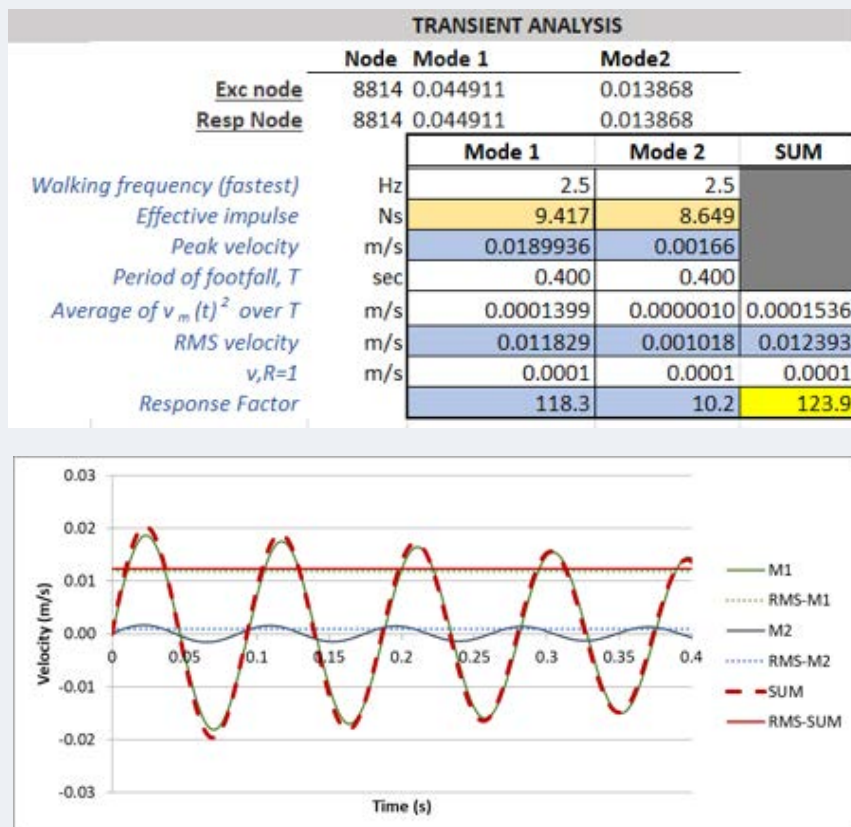 TRANSIENT ANALYSIS
Node Mode 1 Mode2
Exc node 8814 0.044911 0.013868
Resp Node 8814 0.044911 0.013868
Mode 1 Mode 2 SUM
Walking frequency (fastest) Hz 2.5 2.5
Effective impulse Ns 9.417 8.649
Peak velocity m/s 0.0189936 0.00166
Period of footfall, T sec 0.400 0.400
Average of v m (t)² over T m/s 0.0001399 0.0000010 0.0001536
RMS velocity m/s 0.011829 0.001018 0.012393
v,R=1 m/s 0.0001 0.0001 0.0001
Response Factor 118.3 10.2 123.9
0.03
0.02
0.01
0.00
-0.01
-0.02
-0.03
Velocity (m/s)
0 0.05 0.1 0.15 0.2 0.25 0.3 0.35 0.4
Time (s)
M1
RMS-M1
M2
RMS-M2
SUM
RMS-SUM